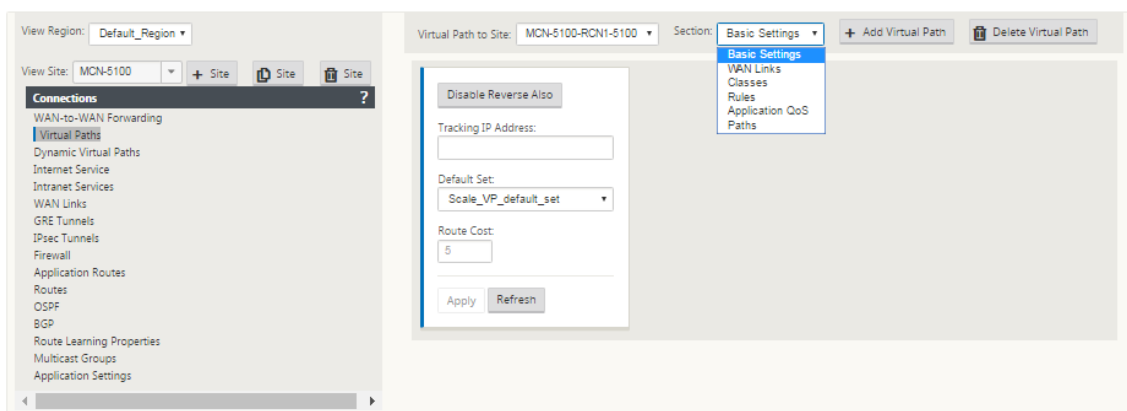 View Region: Default_Region
View Site: MCN-5100 + Site Site Site
Connections ?
WAN-to-WAN Forwarding
Virtual Paths
Dynamic Virtual Paths
Internet Service
Intranet Services
WAN Links
GRE Tunnels
IPsec Tunnels
Firewall
Application Routes
Routes
OSPF
BGP
Route Learning Properties
Multicast Groups
Application Settings
Virtual Path to Site: MCN-5100-RCN1-5100 Section: Basic Settings + Add Virtual Path Delete Virtual Path
Basic Settings
WAN Links
Classes
Rules
Application QoS
Paths
Disable Reverse Also
Tracking IP Address:
Default Set:
Scale_VP_default_set
Route Cost:
5
Apply Refresh